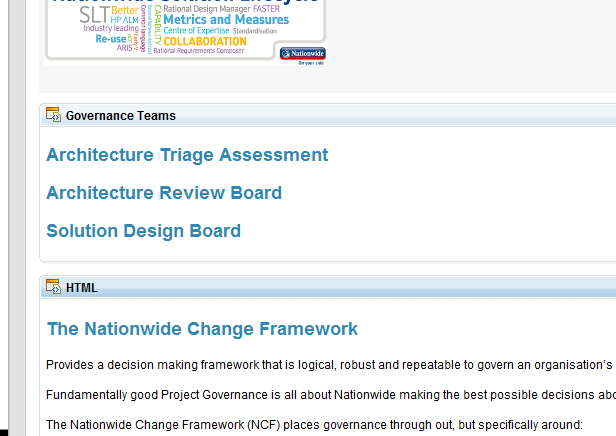 SLT Better Rational Design Manager FASTER
HP ALM CAPABILITY Metrics and Measures
Industry leading Common language Centre of Expertise Standardisation
Re-use COLLABORATION
ARIS Rational Requirements Composer
Nationwide
On your side
Governance Teams
Architecture Triage Assessment
Architecture Review Board
Solution Design Board
HTML
The Nationwide Change Framework
Provides a decision making framework that is logical, robust and repeatable to govern an organisation's
Fundamentally good Project Governance is all about Nationwide making the best possible decisions abo
The Nationwide Change Framework (NCF) places governance through out, but specifically around: